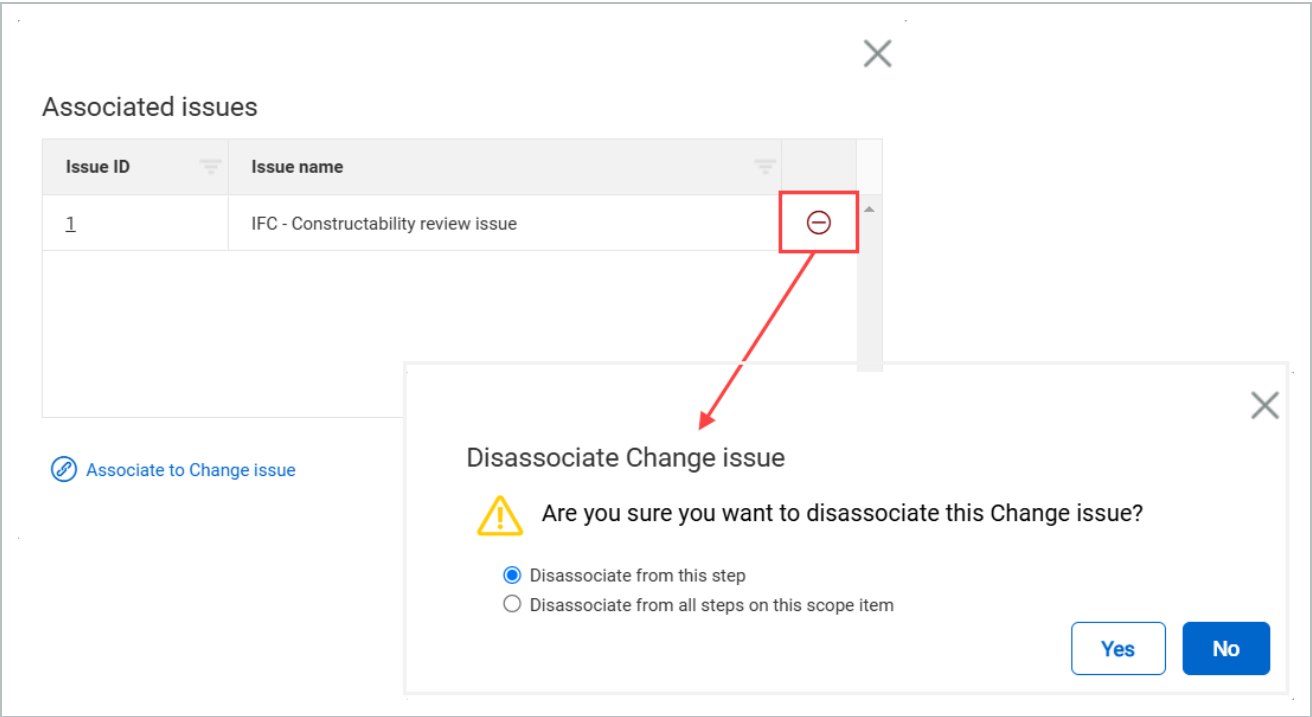 Associated issues
Issue ID
Issue name
1
IFC - Constructability review issue
Associate to Change issue
Disassociate Change issue
Are you sure you want to disassociate this Change issue?
Disassociate from this step
Disassociate from all steps on this scope item
Yes
No